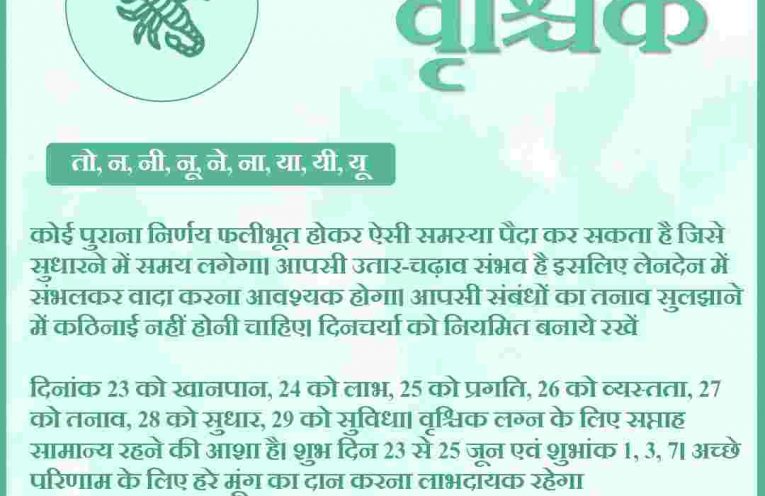 वृश्चिक
तो, न, नी, नू, ने, ना, या, यी, यू
कोई पुराना निर्णय फलीभूत होकर ऐसी समस्या पैदा कर सकता है जिसे
सुधारने में समय लगेगा। आपसी उतार-चढ़ाव संभव है इसलिए लेनदेन में
संभलकर वादा करना आवश्यक होगा। आपसी संबंधों का तनाव सुलझाने
में कठिनाई नहीं होनी चाहिए। दिनचर्या को नियमित बनाये रखें
दिनांक 23 को खानपान, 24 को लाभ, 25 को प्रगति, 26 को व्यस्तता, 27
को तनाव, 28 को सुधार, 29 को सुविधा। वृश्चिक लग्न के लिए सप्ताह
सामान्य रहने की आशा है। शुभ दिन 23 से 25 जून एवं शुभांक 1, 3, 7। अच्छे
परिणाम के लिए हरे मूंग का दान करना लाभदायक रहेगा